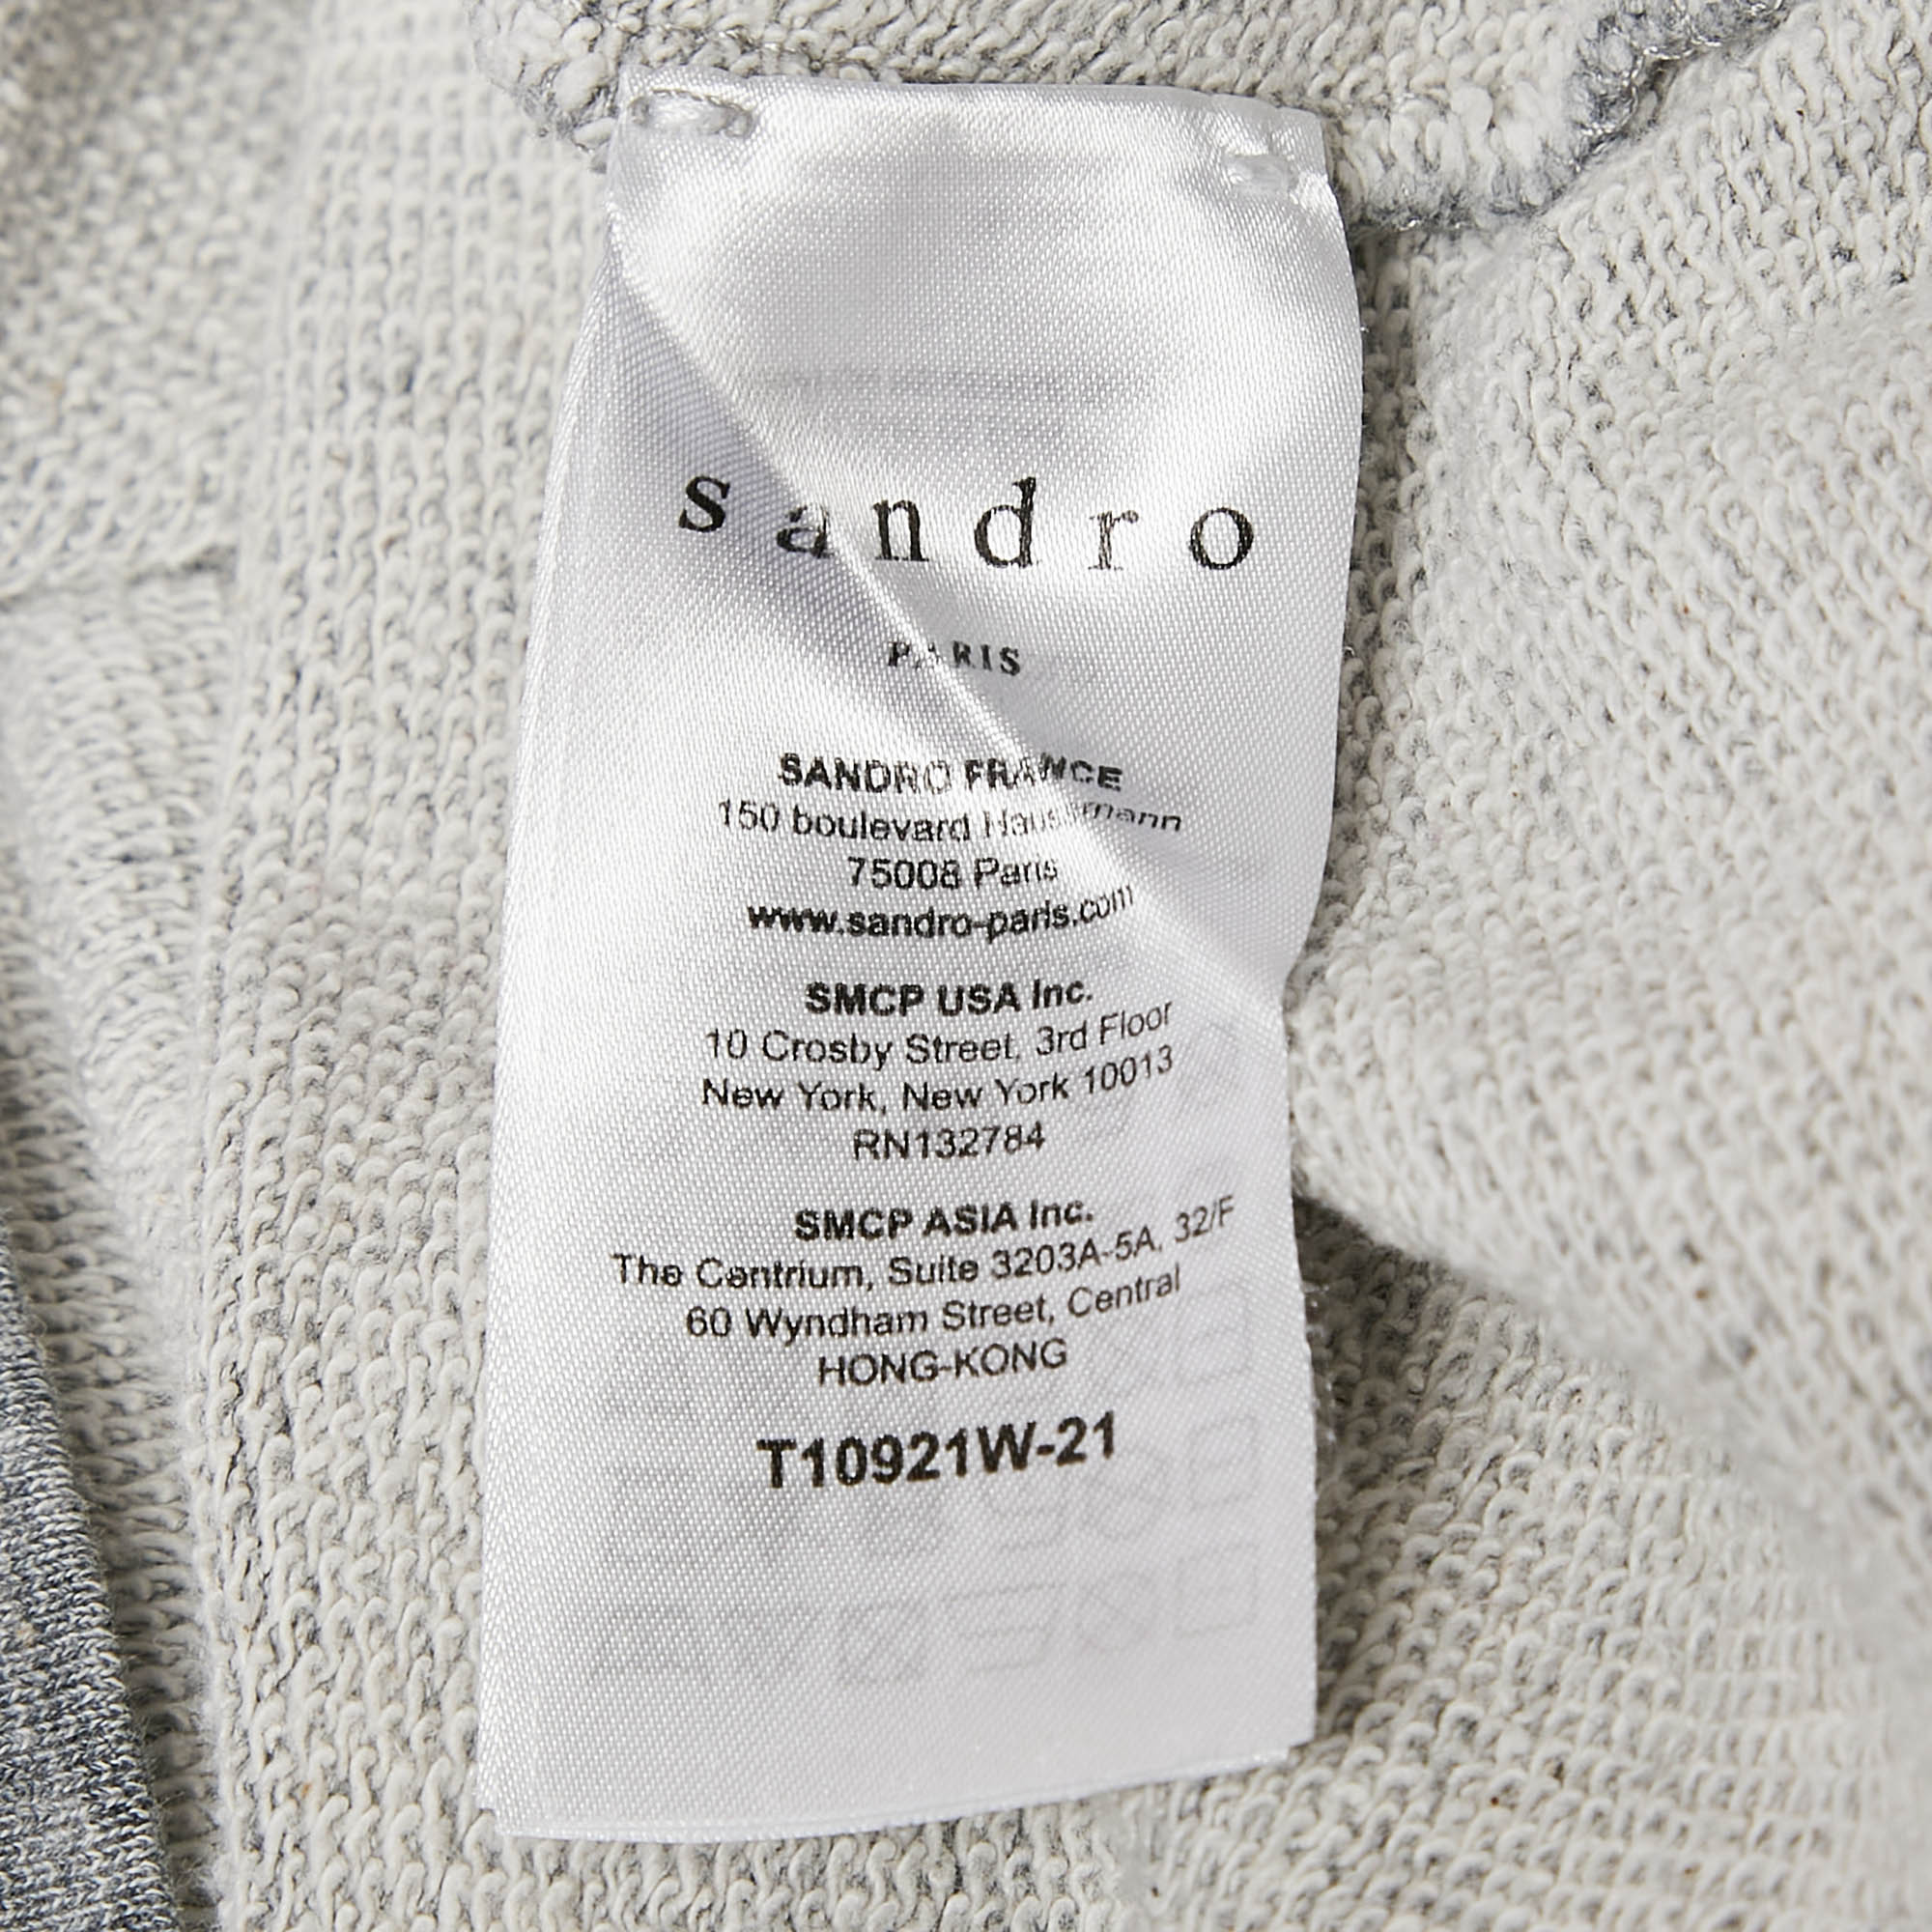 sandro
PARIS
SANDRO FRANCE
150 boulevard Haussmann
75008 Paris
www.sandro-paris.com
SMCP USA Inc.
10 Crosby Street, 3rd Floor
New York, New York 10013
RN132784
SMCP ASIA Inc.
The Centrium, Suite 3203A-5A, 32/F
60 Wyndham Street, Central
HONG-KONG
T10921W-21